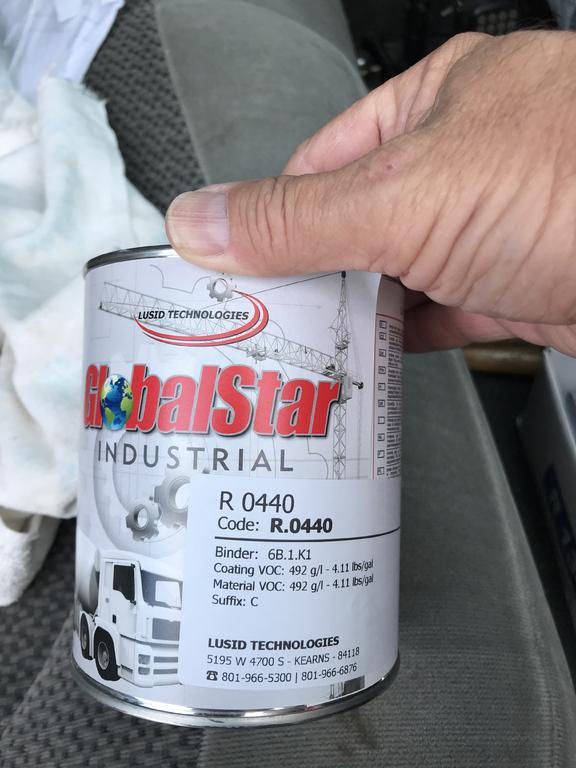 LUSID TECHNOLOGIES
GlobalStar
INDUSTRIAL
R 0440
Code: R.0440
Binder: 6B.1.K1
Coating VOC: 492 g/l - 4.11 lbs/gal
Material VOC: 492 g/l - 4.11 lbs/gal
Suffix: C
LUSID TECHNOLOGIES
5195 W 4700 S - KEARNS - 84118
☎ 801-966-5300 | 801-966-6876